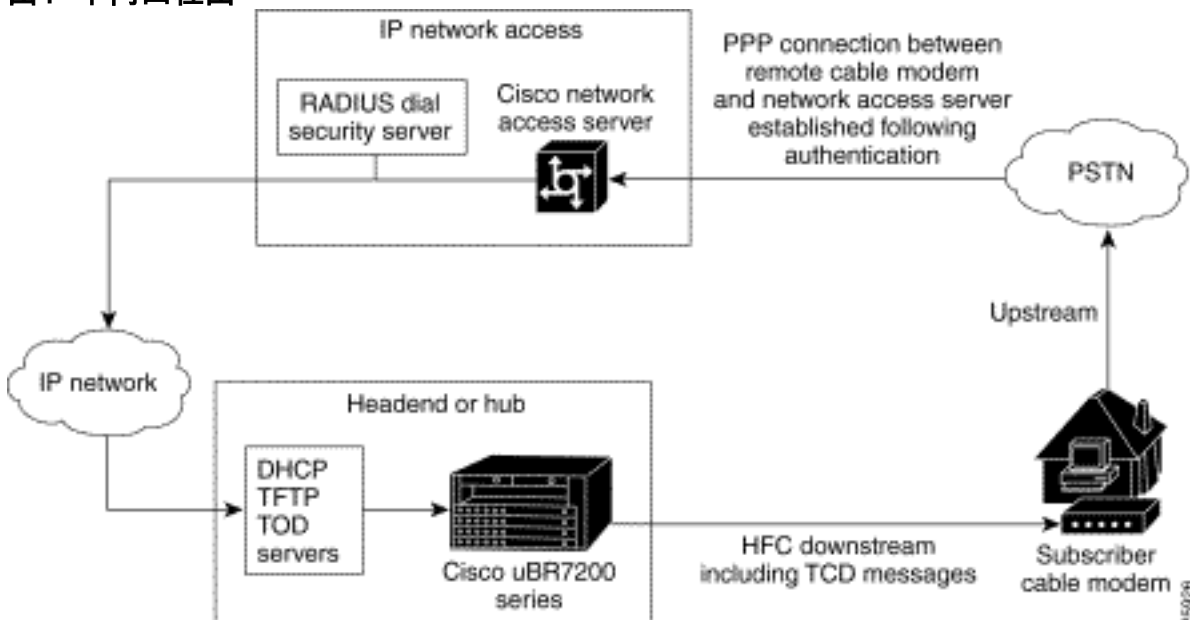 IP network access
RADIUS dial
security server
Cisco network
access server
PPP connection between
remote cable modem
and network access server
established following
authentication
PSTN
Upstream
IP network
Headend or hub
DHCP
TFTP
TOD
servers
Cisco uBR7200
series
HFC downstream
including TCD messages
Subscriber
cable modem